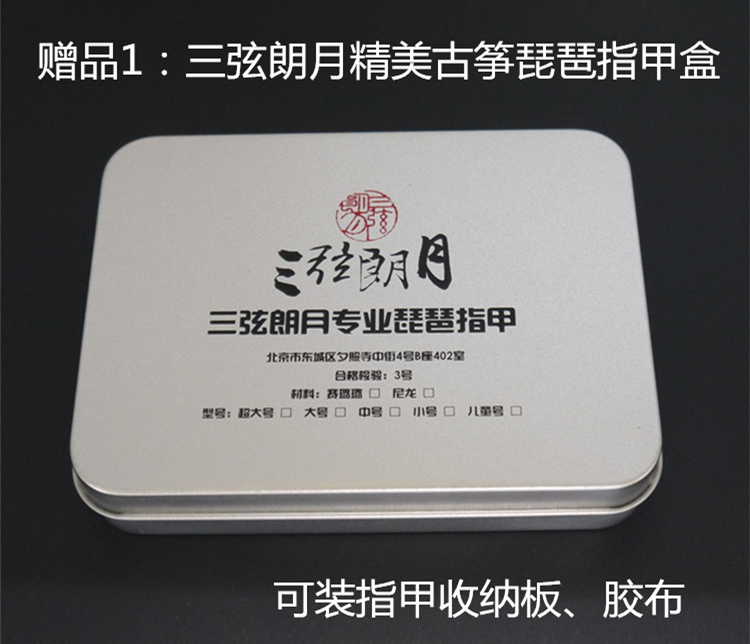 赠品1：三弦朗月精美古筝琵琶指甲盒
三弦朗月
三弦朗月专业琵琶指甲
北京市东城区夕照寺中街4号B座402室
合格检验：3号
材料：赛璐璐 □ 尼龙 □
型号：超大号 □ 大号 □ 中号 □ 小号 □ 儿童号 □
可装指甲收纳板、胶布